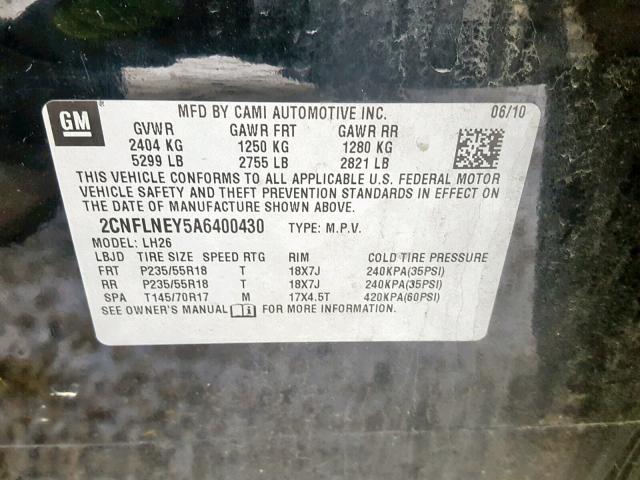 GM
MFD BY CAMI AUTOMOTIVE INC. 06/10
GVWR GAWR FRT GAWR RR
2404 KG 1250 KG 1280 KG
5299 LB 2755 LB 2821 LB
THIS VEHICLE CONFORMS TO ALL APPLICABLE U.S. FEDERAL MOTOR
VEHICLE SAFETY AND THEFT PREVENTION STANDARDS IN EFFECT ON
THE DATE OF MANUFACTURE SHOWN ABOVE.
2CNFLNEY5A6400430 TYPE: M.P.V.
MODEL: LH26
LBJD TIRE SIZE SPEED RTG RIM COLD TIRE PRESSURE
FRT P235/55R18 T 18X7J 240KPA(35PSI)
RR P235/55R18 T 18X7J 240KPA(35PSI)
SPA T145/70R17 M 17X4.5T 420KPA(60PSI)
SEE OWNER'S MANUAL FOR MORE INFORMATION.